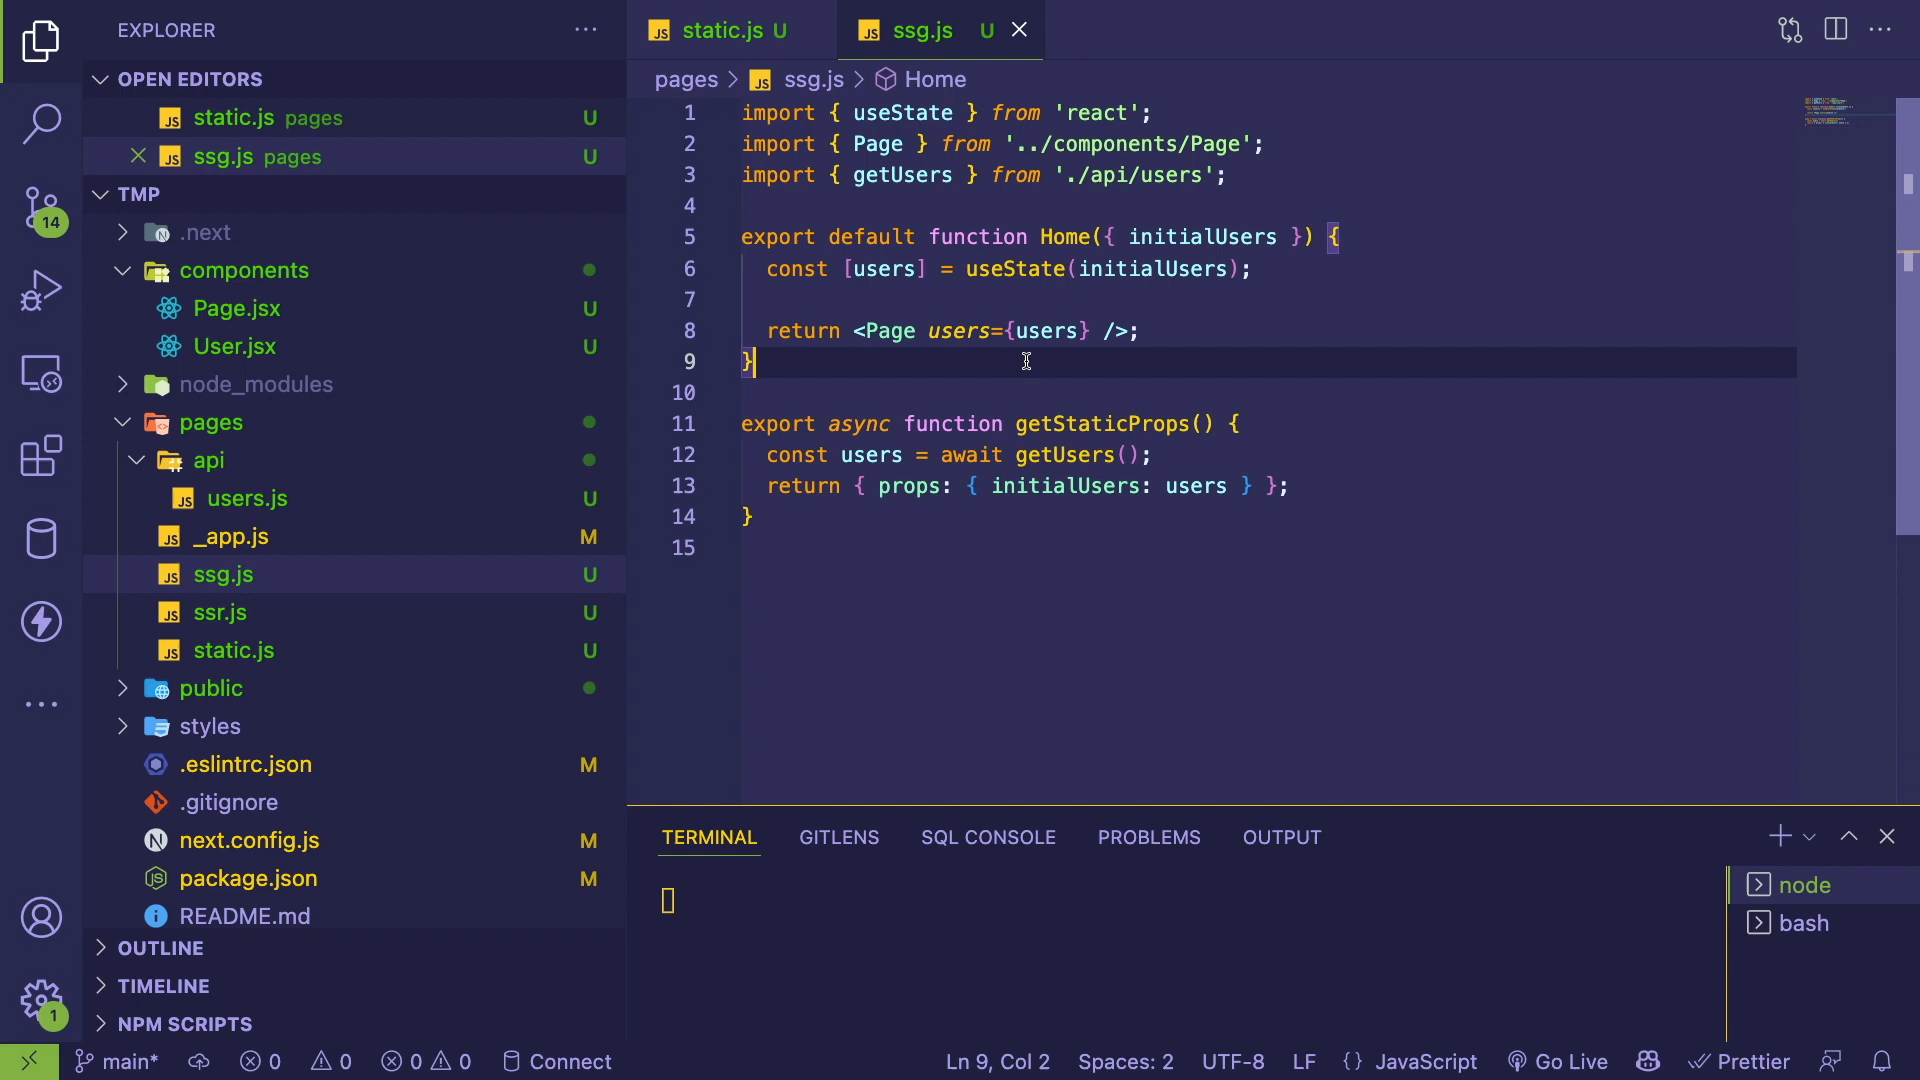 EXPLORER
OPEN EDITORS
static.js pages U
ssg.js pages U
TMP
.next
components
Page.jsx U
User.jsx U
node_modules
pages
api
users.js U
_app.js M
ssg.js U
ssr.js U
static.js U
public
styles
.eslintrc.json M
.gitignore
next.config.js M
package.json M
README.md
OUTLINE
TIMELINE
NPM SCRIPTS
14
1
static.js U
ssg.js U
pages > ssg.js > Home
1 import { useState } from 'react';
2 import { Page } from '../components/Page';
3 import { getUsers } from './api/users';
4
5 export default function Home({ initialUsers }) {
6 const [users] = useState(initialUsers);
7
8 return <Page users={users} />;
9 }
10
11 export async function getStaticProps() {
12 const users = await getUsers();
13 return { props: { initialUsers: users } };
14 }
15
TERMINAL GITLENS SQL CONSOLE PROBLEMS OUTPUT
node
bash
main* 0 0 0 0 Connect Ln 9, Col 2 Spaces: 2 UTF-8 LF {} JavaScript Go Live Prettier